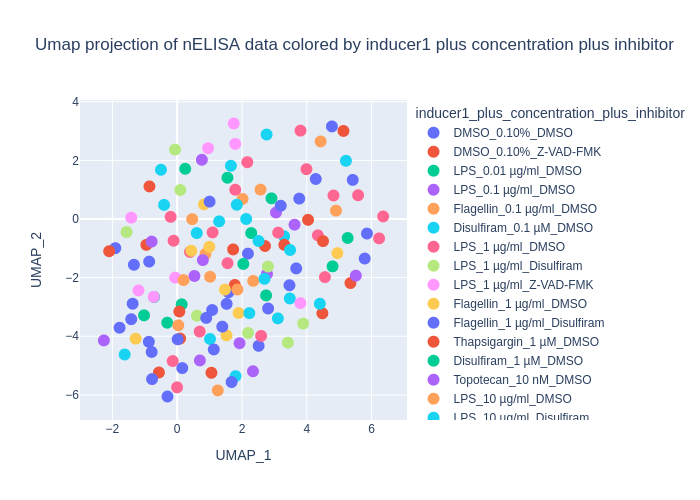 Umap projection of nELISA data colored by inducer1 plus concentration plus inhibitor
inducer1_plus_concentration_plus_inhibitor
DMSO_0.10%_DMSO
DMSO_0.10%_Z-VAD-FMK
LPS_0.01 µg/ml_DMSO
LPS_0.1 µg/ml_DMSO
Flagellin_0.1 µg/ml_DMSO
Disulfiram_0.1 µM_DMSO
LPS_1 µg/ml_DMSO
LPS_1 µg/ml_Disulfiram
LPS_1 µg/ml_Z-VAD-FMK
Flagellin_1 µg/ml_DMSO
Flagellin_1 µg/ml_Disulfiram
Thapsigargin_1 µM_DMSO
Disulfiram_1 µM_DMSO
Topotecan_10 nM_DMSO
LPS_10 µg/ml_DMSO
LPS_10 µg/ml_Disulfiram
4
2
0
−2
−4
−6
UMAP_2
−2
0
2
4
6
UMAP_1